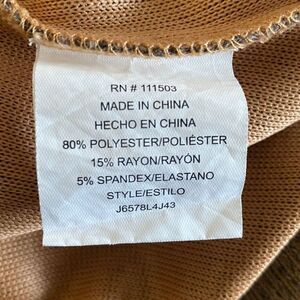 RN # 111503
MADE IN CHINA
HECHO EN CHINA
80% POLYESTER/POLIÉSTER
15% RAYON/RAYÓN
5% SPANDEX/ELASTANO
STYLE/ESTILO
J6578L4J43